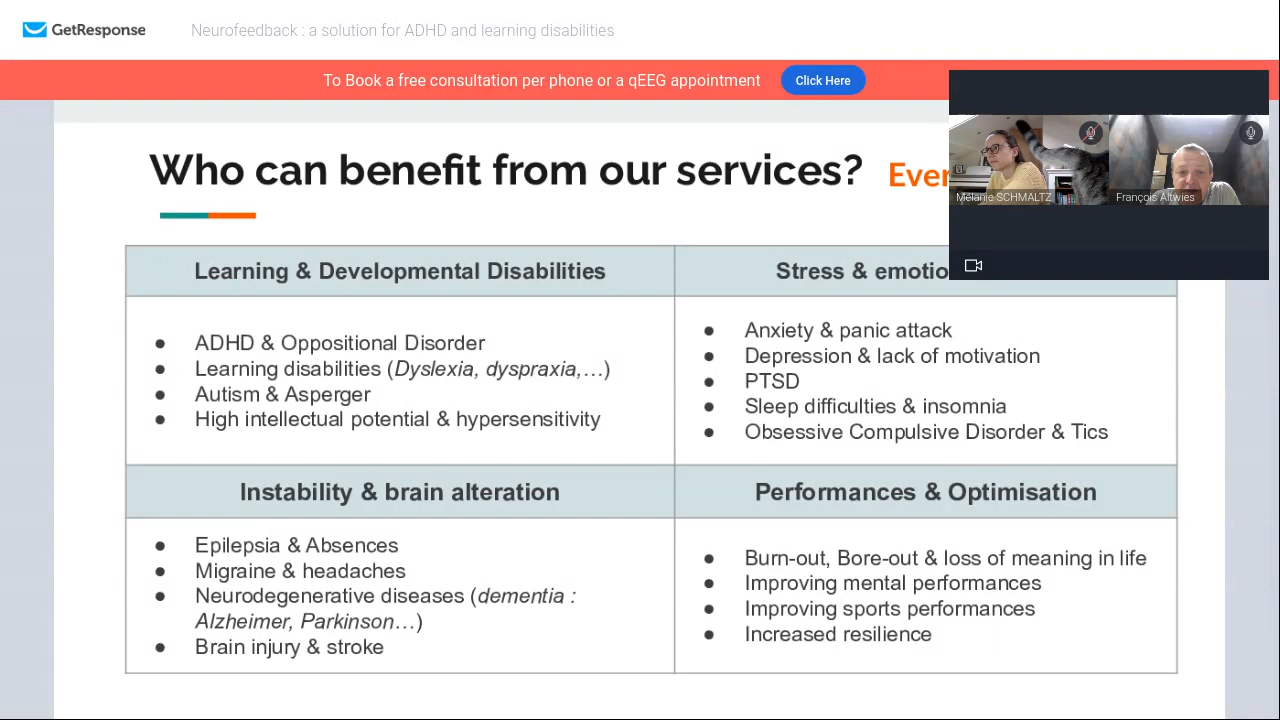 GetResponse
Neurofeedback : a solution for ADHD and learning disabilities
To Book a free consultation per phone or a qEEG appointment
Click Here
Who can benefit from our services?
Mélanie SCHMALTZ
François Altwies
Learning & Developmental Disabilities
Stress &
ADHD & Oppositional Disorder
Learning disabilities (Dyslexia, dyspraxia,…)
Autism & Asperger
High intellectual potential & hypersensitivity
Anxiety & panic attack
Depression & lack of motivation
PTSD
Sleep difficulties & insomnia
Obsessive Compulsive Disorder & Tics
Instability & brain alteration
Performances & Optimisation
Epilepsia & Absences
Migraine & headaches
Neurodegenerative diseases (dementia :
Alzheimer, Parkinson…)
Brain injury & stroke
Burn-out, Bore-out & loss of meaning in life
Improving mental performances
Improving sports performances
Increased resilience